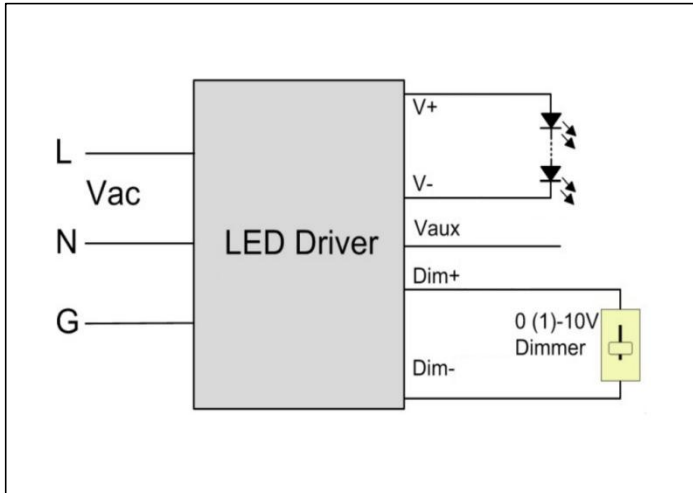 L
Vac
N
G
LED Driver
V+
V-
Vaux
Dim+
0 (1)-10V
Dimmer
Dim-